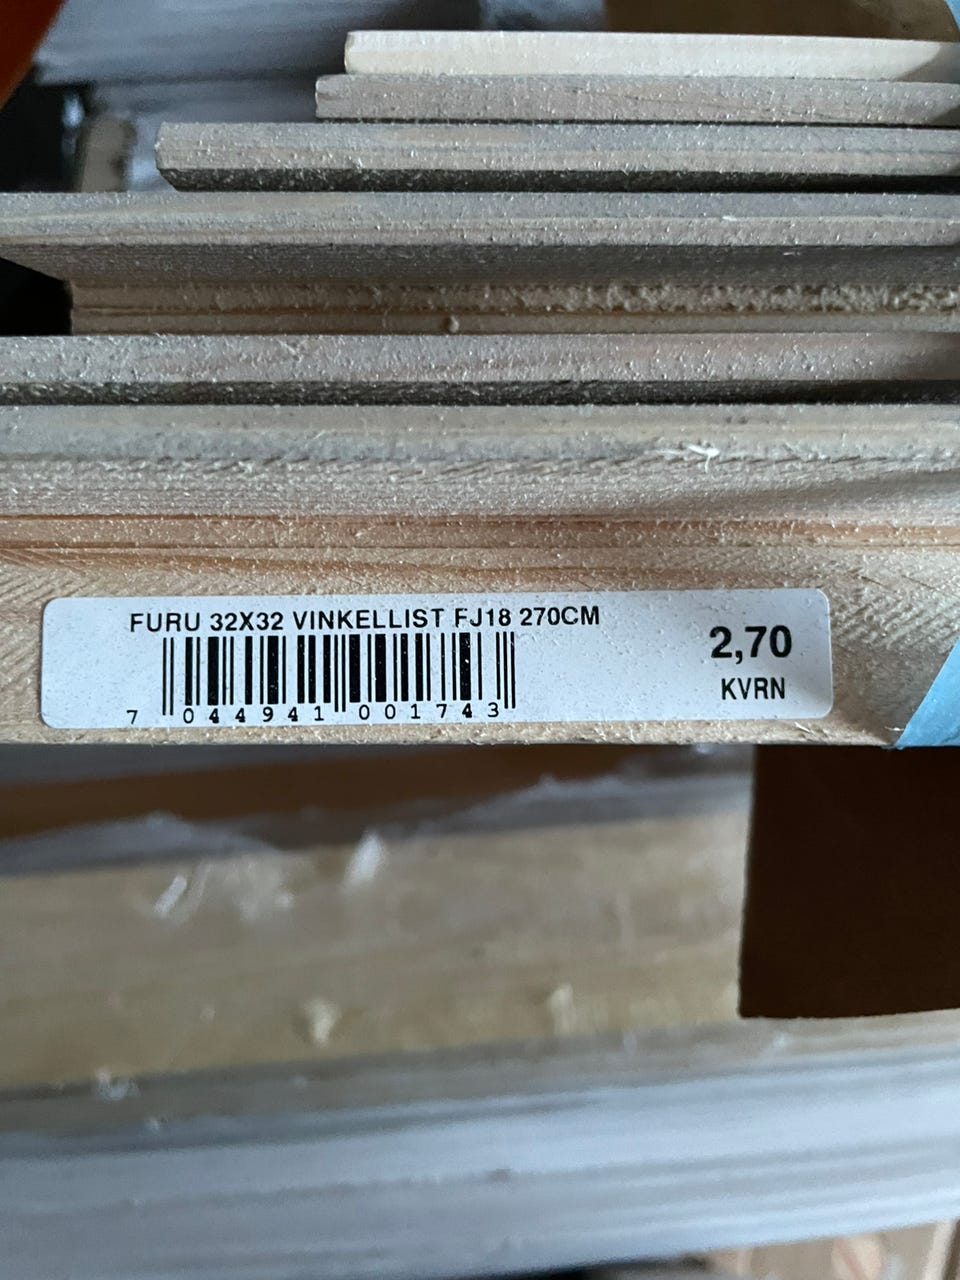 FURU 32X32 VINKELLIST FJ18 270CM
2,70
KVRN
7 044941 001743